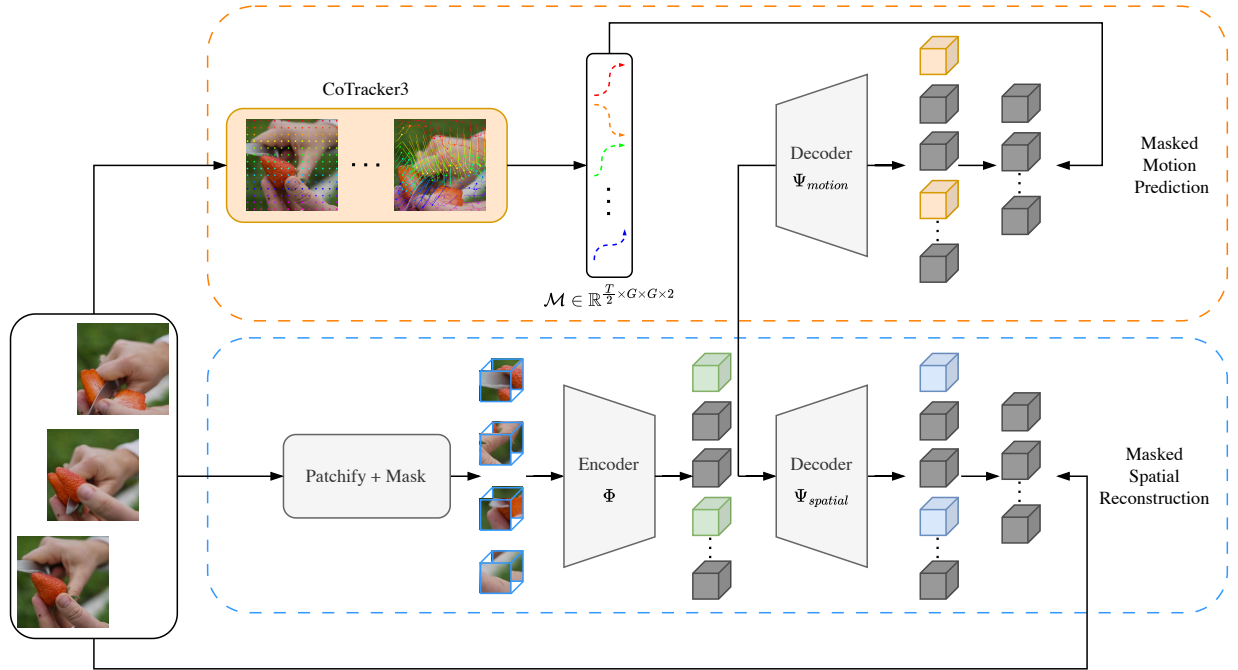 CoTracker3
. . .
Decoder
Ψ_motion
Masked
Motion
Prediction
ℳ ∈ ℝ^{T/2 × G × G × 2}
Patchify + Mask
Encoder
Φ
Decoder
Ψ_spatial
Masked
Spatial
Reconstruction